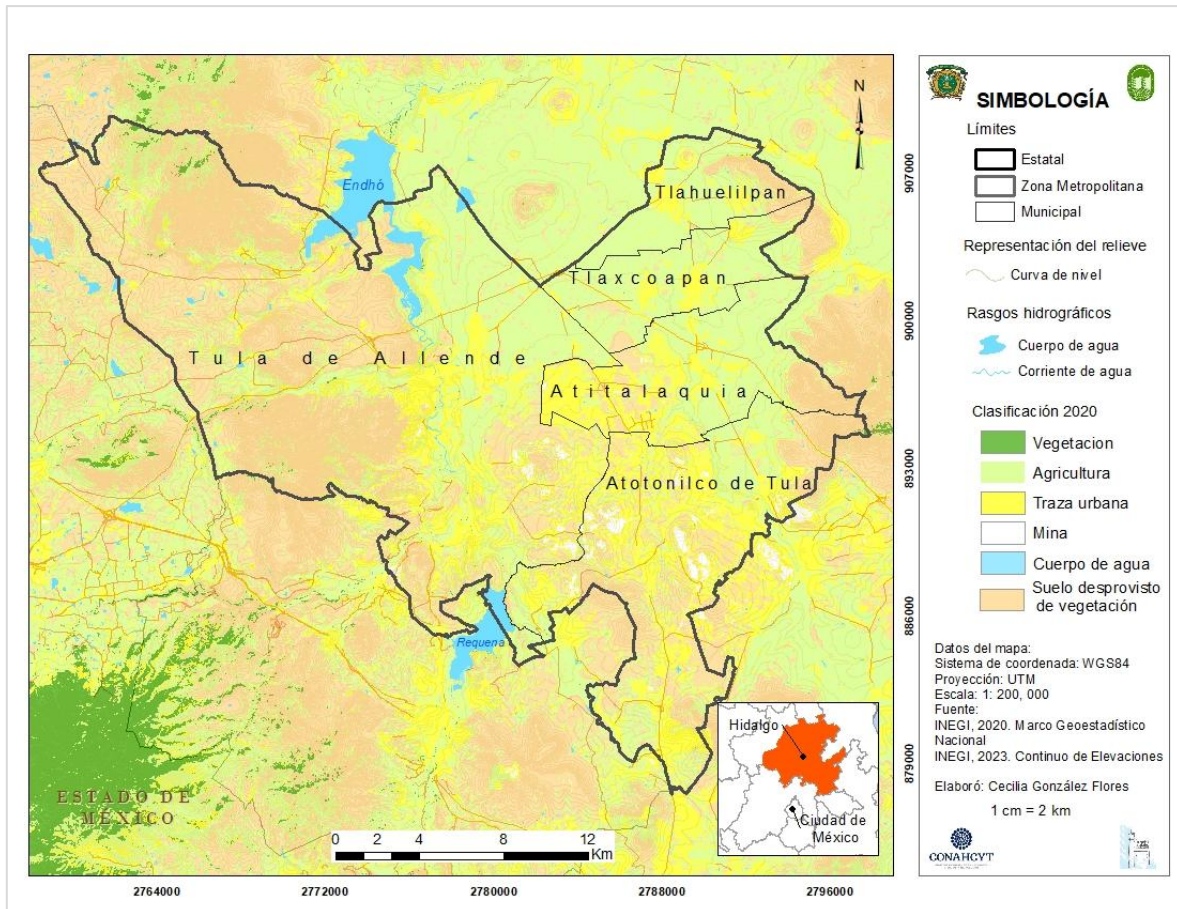 Endhó
Tlahuelilpan
Tlaxcoapan
Tula de Allende
Atitalaquia
Atotonilco de Tula
Requena
ESTADO DE
MÉXICO
N
0 2 4 8 12
Km
Hidalgo
Ciudad de
México
2764000 2772000 2780000 2788000 2796000
907000
900000
893000
886000
879000
SIMBOLOGÍA
Límites
Estatal
Zona Metropolitana
Municipal
Representación del relieve
Curva de nivel
Rasgos hidrográficos
Cuerpo de agua
Corriente de agua
Clasificación 2020
Vegetacion
Agricultura
Traza urbana
Mina
Cuerpo de agua
Suelo desprovisto
de vegetación
Datos del mapa:
Sistema de coordenada: WGS84
Proyección: UTM
Escala: 1: 200, 000
Fuente:
INEGI, 2020. Marco Geoestadístico
Nacional
INEGI, 2023. Continuo de Elevaciones
Elaboró: Cecilia González Flores
1 cm = 2 km
CONAHCYT